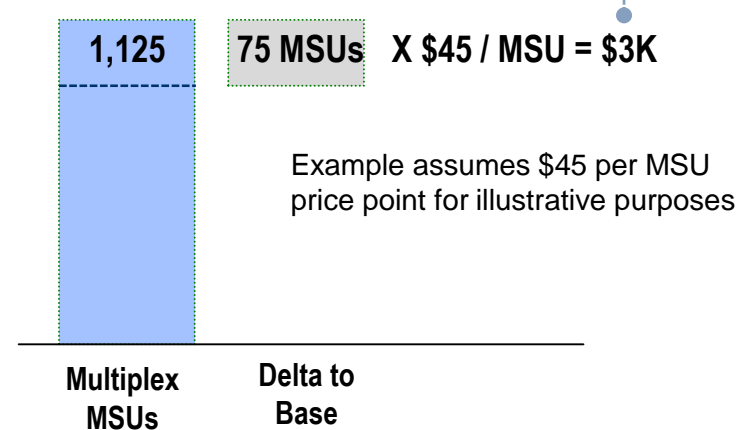 1,125 75 MSUs X $45 / MSU = $3K
Example assumes $45 per MSU
price point for illustrative purposes
Multiplex
MSUs
Delta to
Base